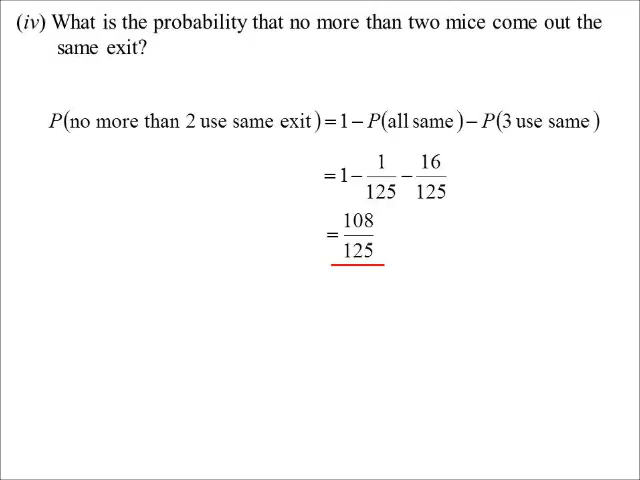 (iv) What is the probability that no more than two mice come out the
same exit?
P(no more than 2 use same exit) = 1 − P(all same) − P(3 use same)
= 1 − 1/125 − 16/125
= 108/125